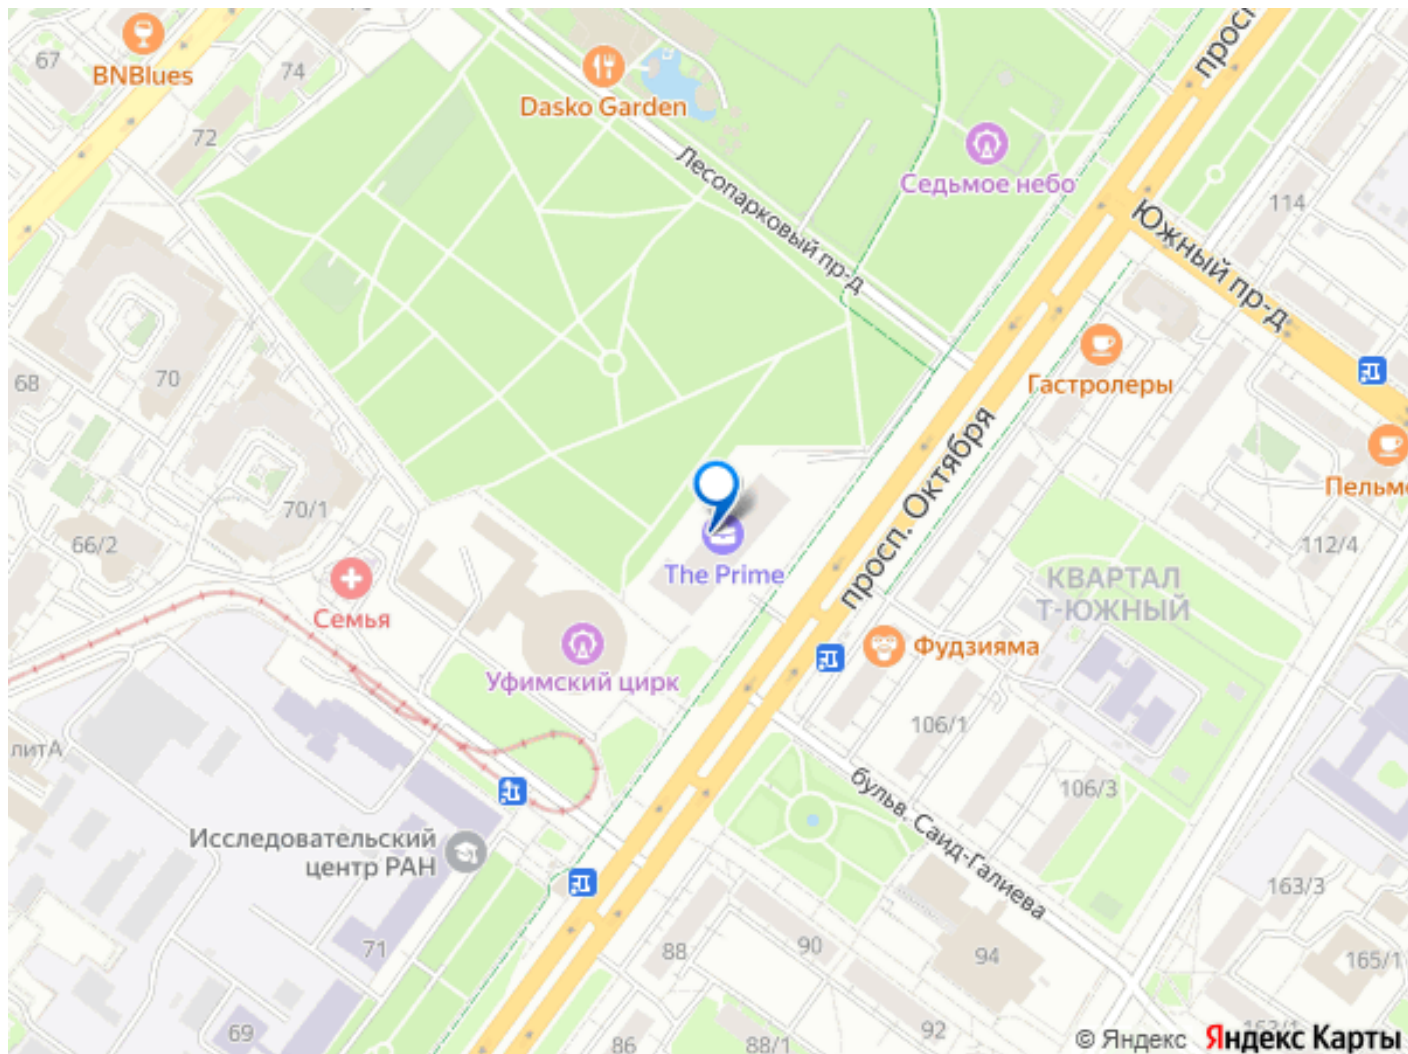 просп.
67
BNBlues
74
72
Dasko Garden
Лесопарковый пр-д
Седьмое небо
114
Южный пр-д
68
70
Гастролеры
просп. Октября
70/1
66/2
Семья
The Prime
112/4
КВАРТАЛ
Т-ЮЖНЫЙ
Фудзияма
Уфимский цирк
106/1
литА
106/3
бульв. Саид-Галиева
Исследовательский
центр РАН
163/3
71
88
90
94
165/1
69
86
88/1
92
© Яндекс Яндекс Карты